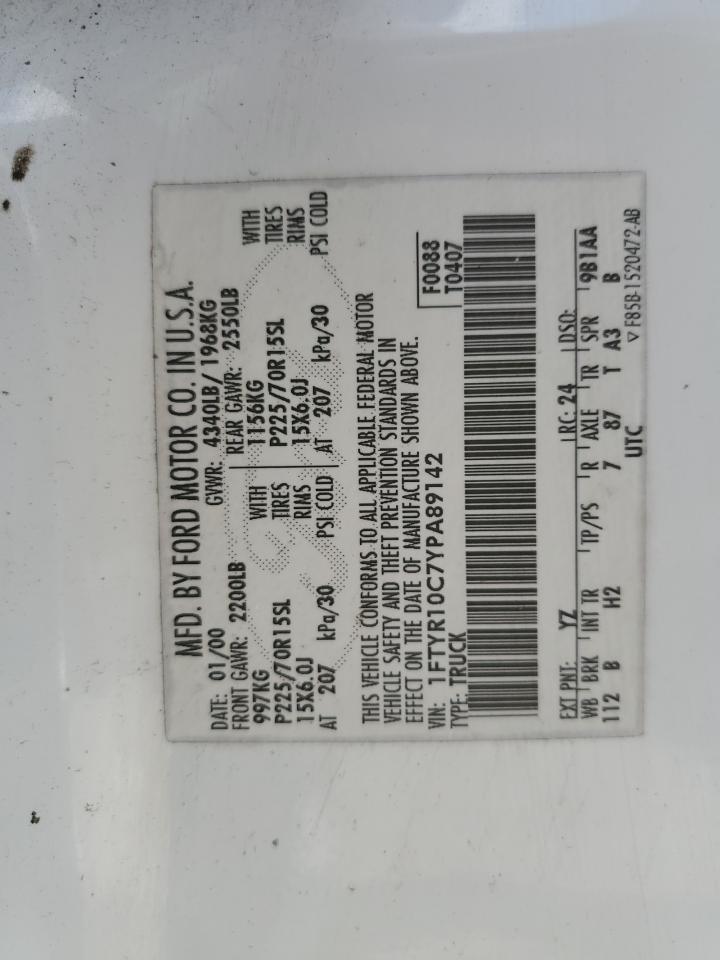 MFD. BY FORD MOTOR CO. IN U.S.A.
DATE: 01/00 GVWR: 4340LB/ 1968KG
FRONT GAWR: 2200LB REAR GAWR: 2550LB
997KG WITH 1156KG WITH
P225/70R15SL TIRES P225/70R15SL TIRES
15X6.0J RIMS 15X6.0J RIMS
AT 207 kPa/30 PSI COLD AT 207 kPa/30 PSI COLD
THIS VEHICLE CONFORMS TO ALL APPLICABLE FEDERAL MOTOR
VEHICLE SAFETY AND THEFT PREVENTION STANDARDS IN
EFFECT ON THE DATE OF MANUFACTURE SHOWN ABOVE.
VIN: 1FTYR10C7YPA89142 F0088
TYPE: TRUCK T0407
EXT PNT: YZ RC: 24 DSO:
WB BRK INT TR TP/PS R AXLE TR SPR 9B1AA
112 B H2 7 87 T A3 B
UTC ▽ F85B-1520472-AB